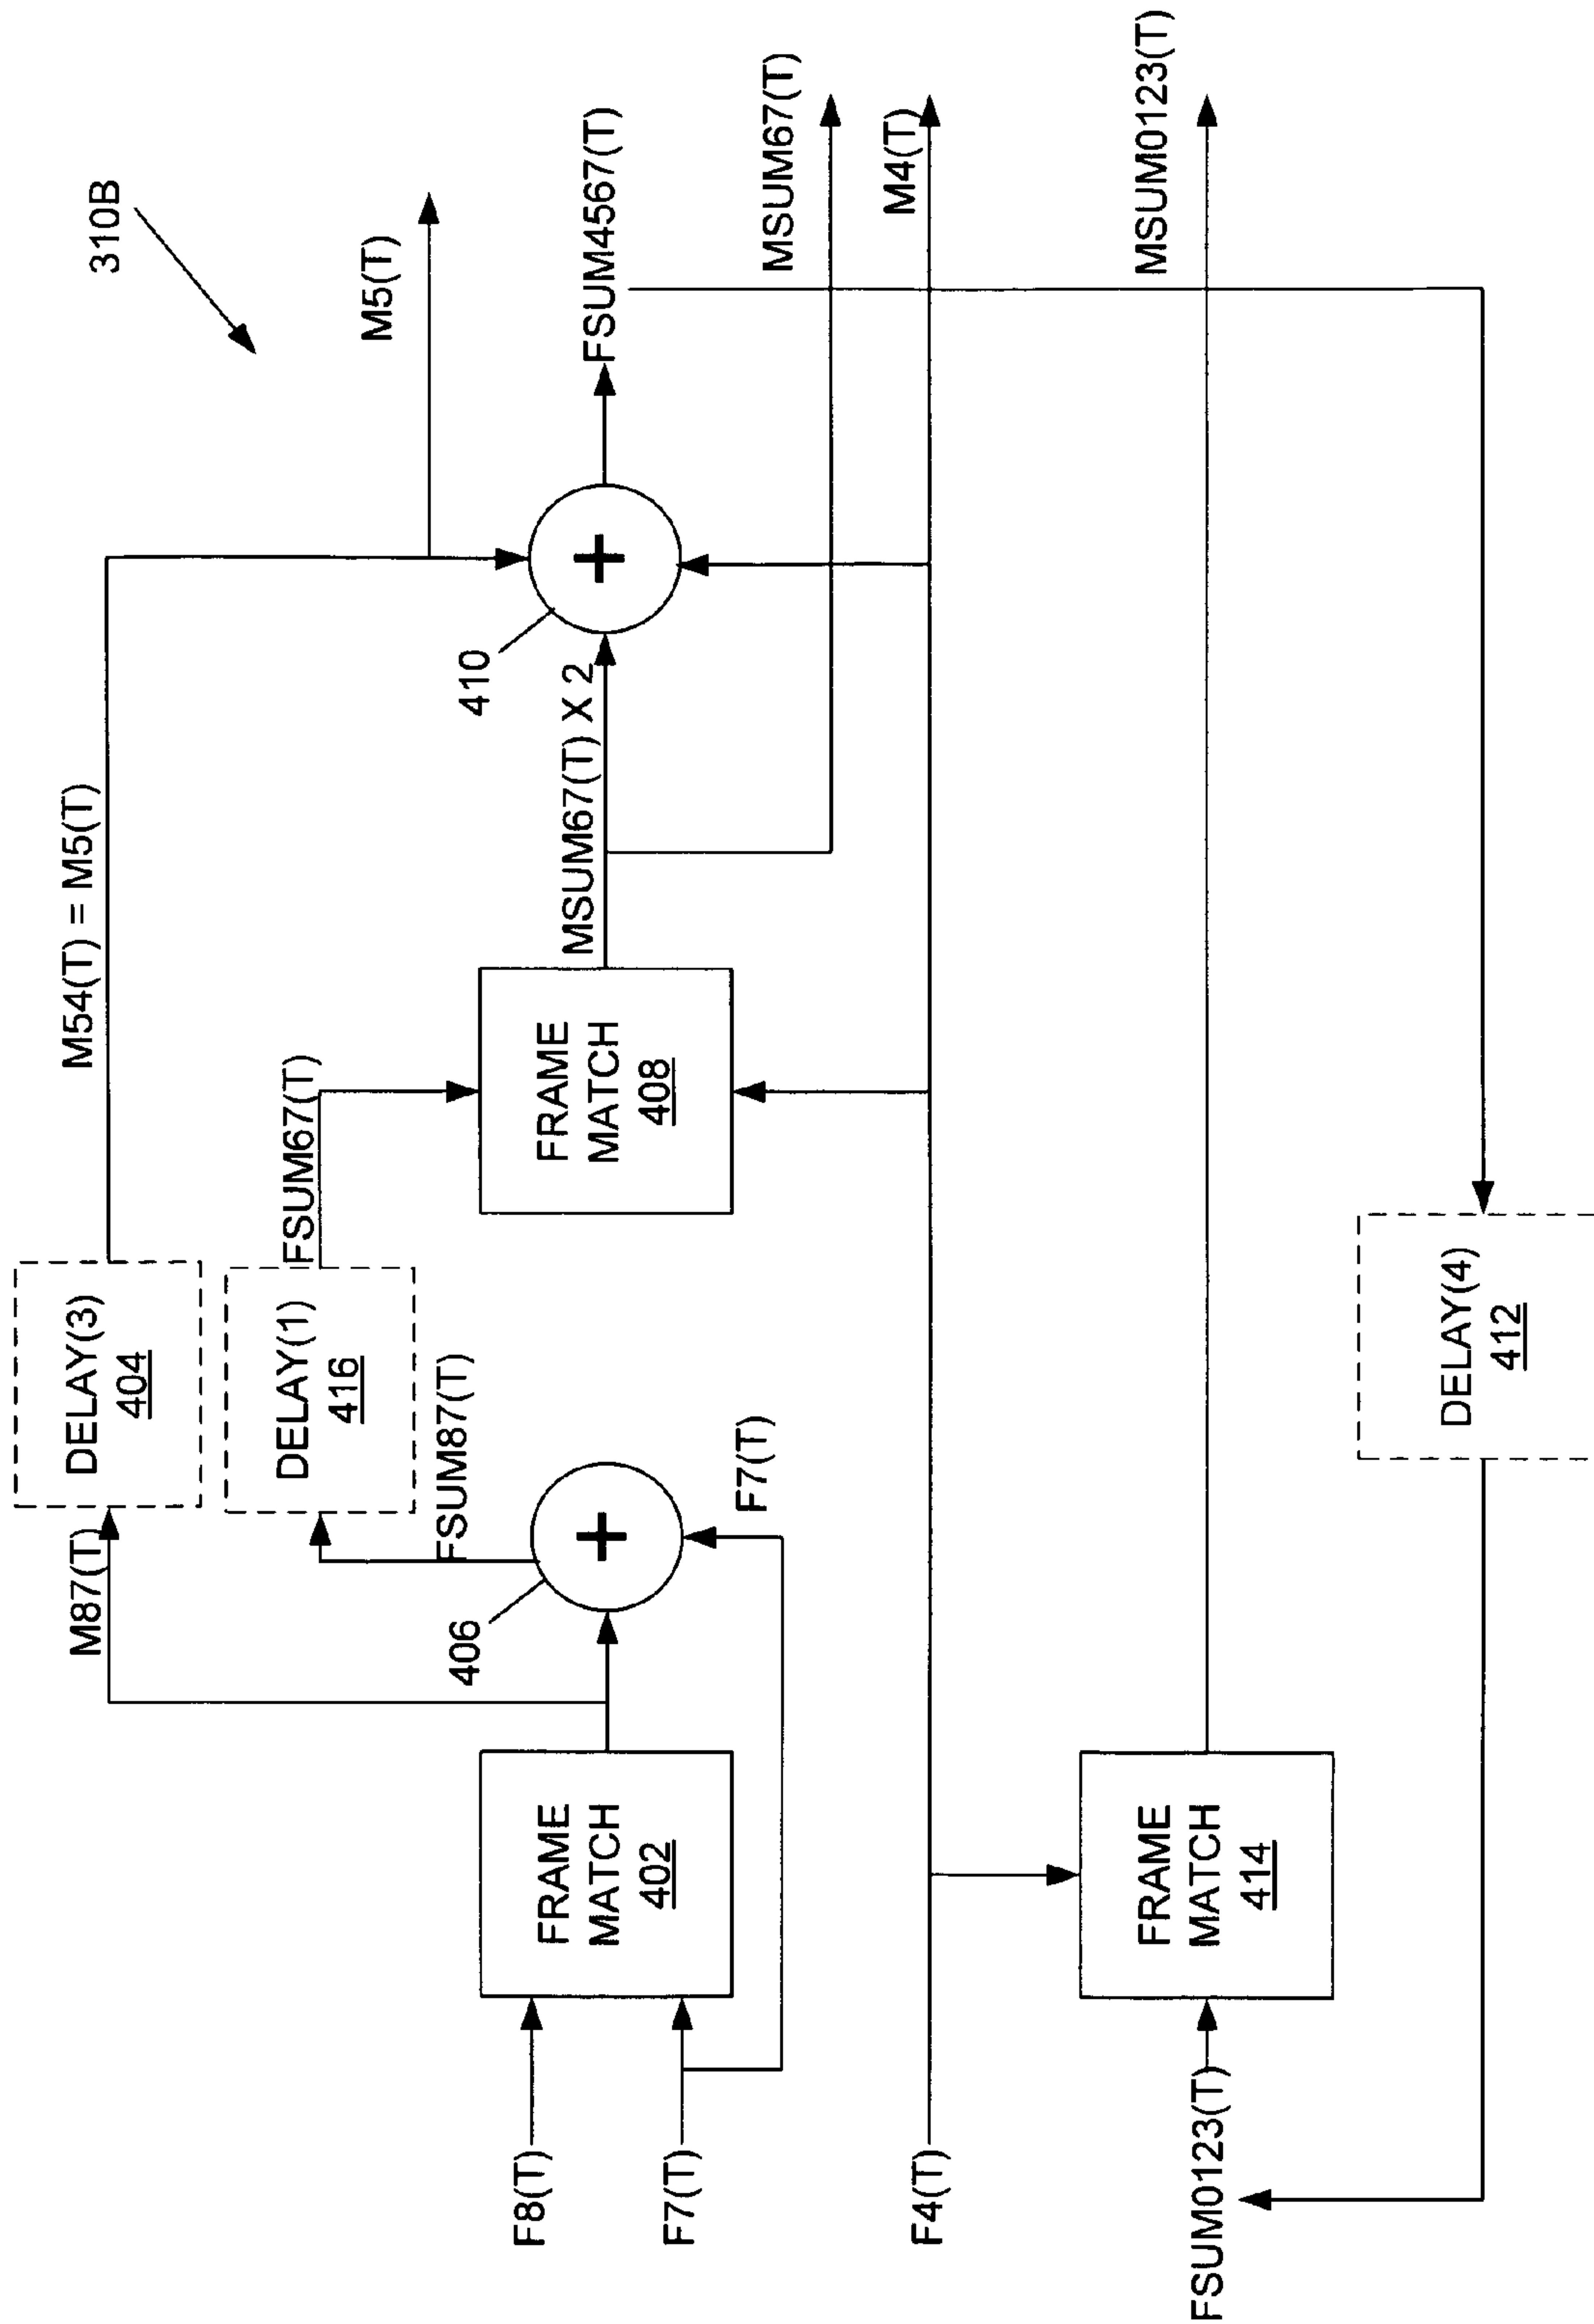 310B
M54(T) = M5(T)
M5(T)
M87(T)
DELAY(3)
404
DELAY(1)
416
FSUM67(T)
FSUM87(T)
406
F7(T)
F8(T)
F7(T)
FRAME
MATCH
402
FRAME
MATCH
408
MSUM67(T) X 2
410
FSUM4567(T)
MSUM67(T)
F4(T)
M4(T)
FSUM0123(T)
FRAME
MATCH
414
MSUM0123(T)
DELAY(4)
412
+
+